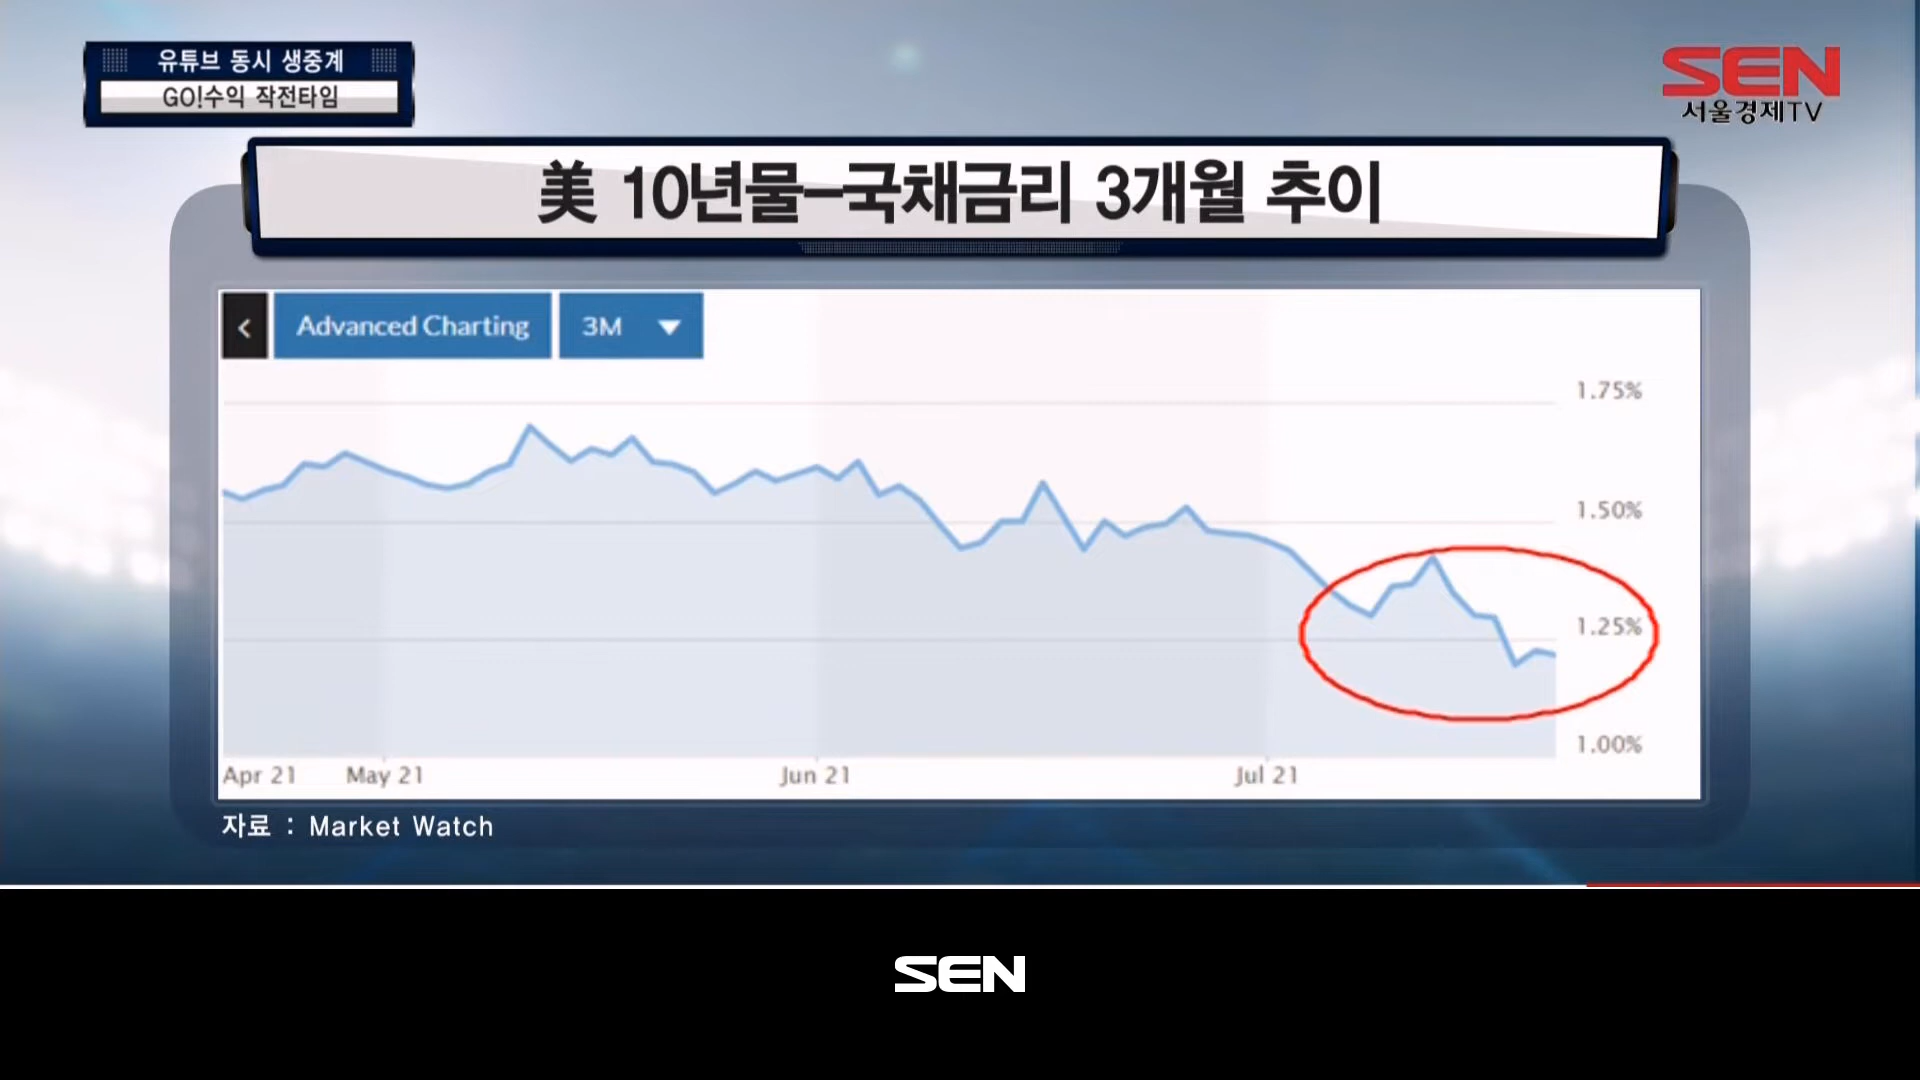 유튜브 동시 생중계
GO!수익 작전타임
SEN
서울경제TV
美 10년물-국채금리 3개월 추이
< Advanced Charting 3M
1.75%
1.50%
1.25%
1.00%
Apr 21 May 21 Jun 21 Jul 21
자료 : Market Watch
SEN